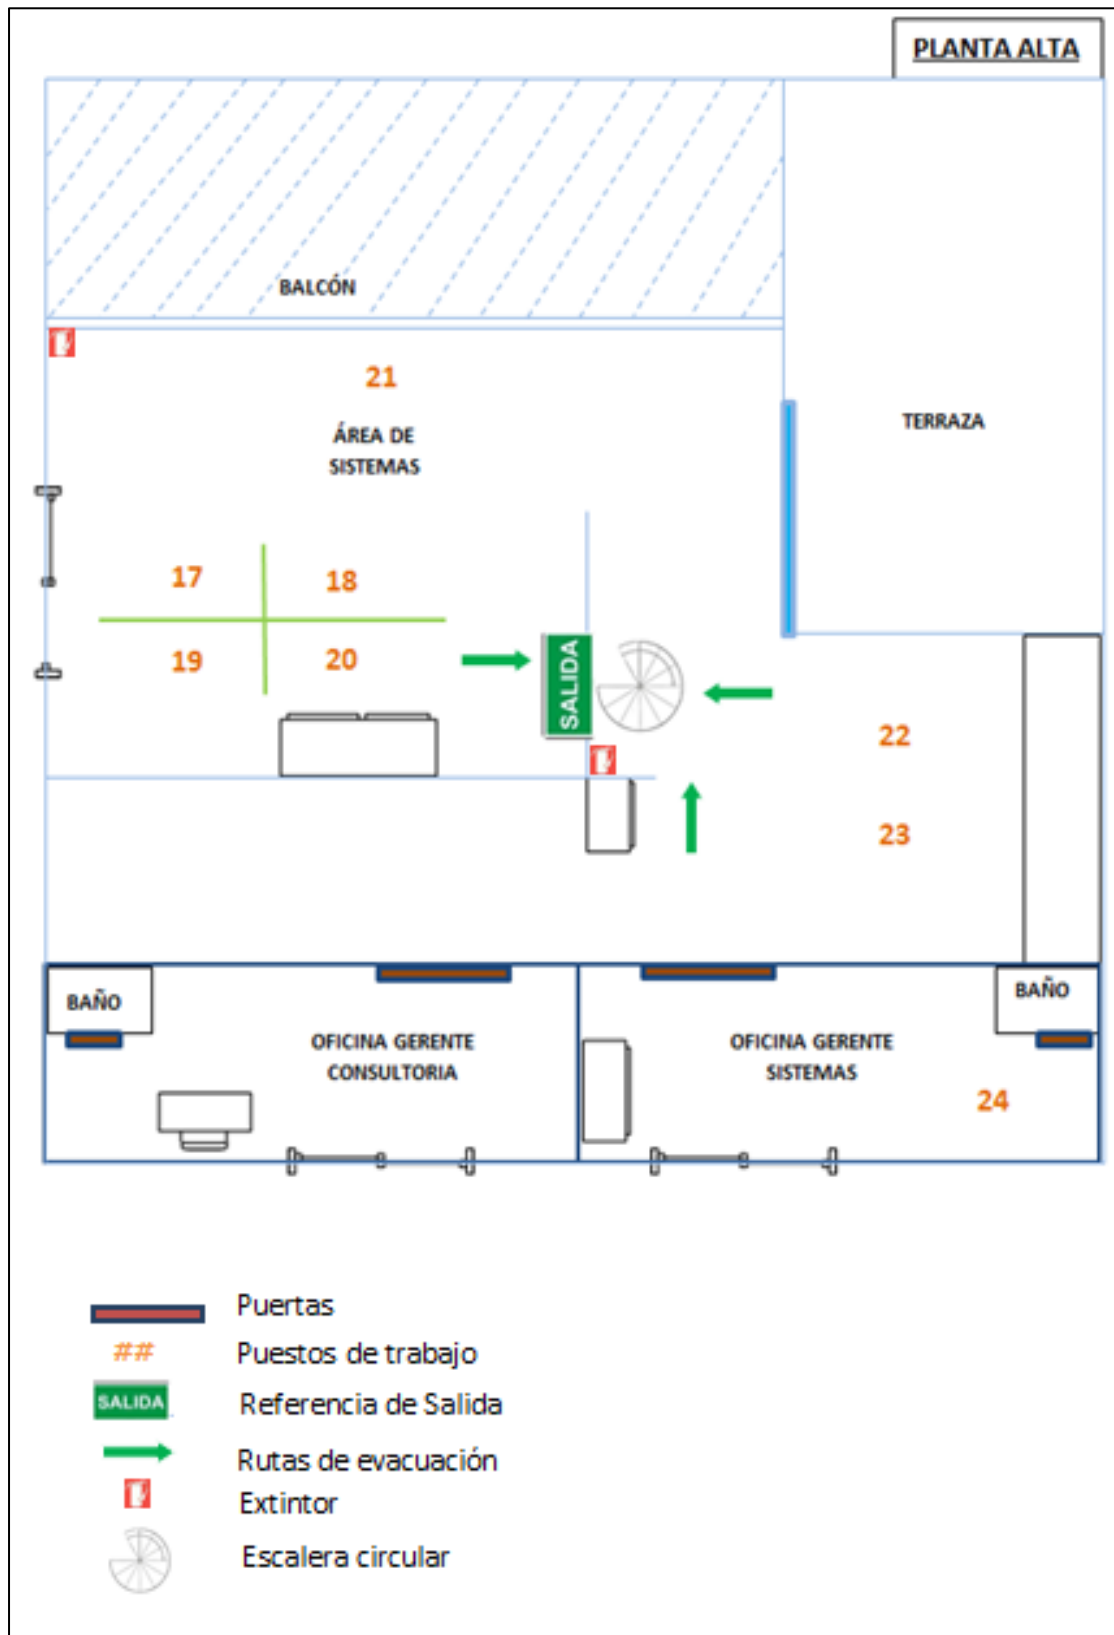 PLANTA ALTA
BALCÓN
21
ÁREA DE
SISTEMAS
TERRAZA
17
18
19
20
SALIDA
22
23
BAÑO
OFICINA GERENTE
CONSULTORIA
OFICINA GERENTE
SISTEMAS
BAÑO
24
Puertas
##
Puestos de trabajo
SALIDA
Referencia de Salida
Rutas de evacuación
Extintor
Escalera circular